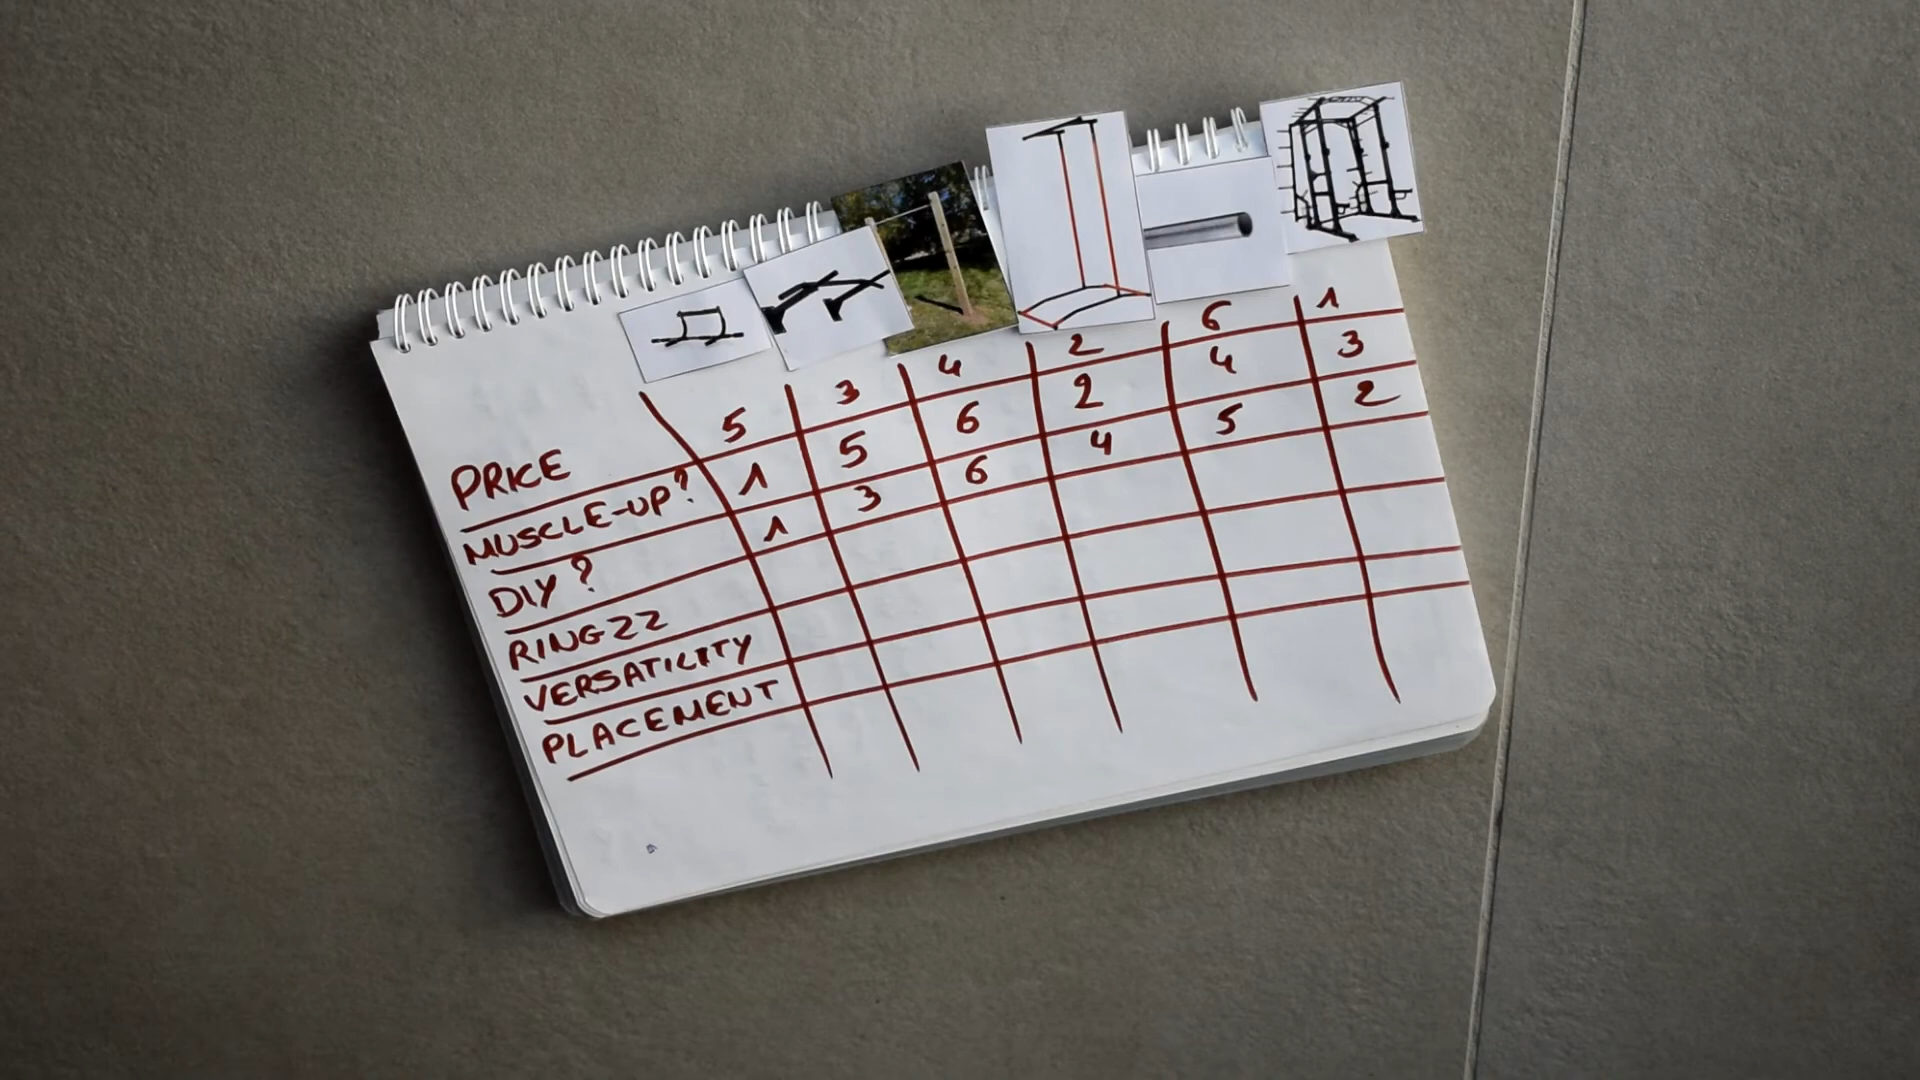 PRICE 5 3 4 2 6 1
MUSCLE-UP? 1 5 6 2 4 3
DIY? 1 3 6 4 5 2
RINGZZ
VERSATILITY
PLACEMENT